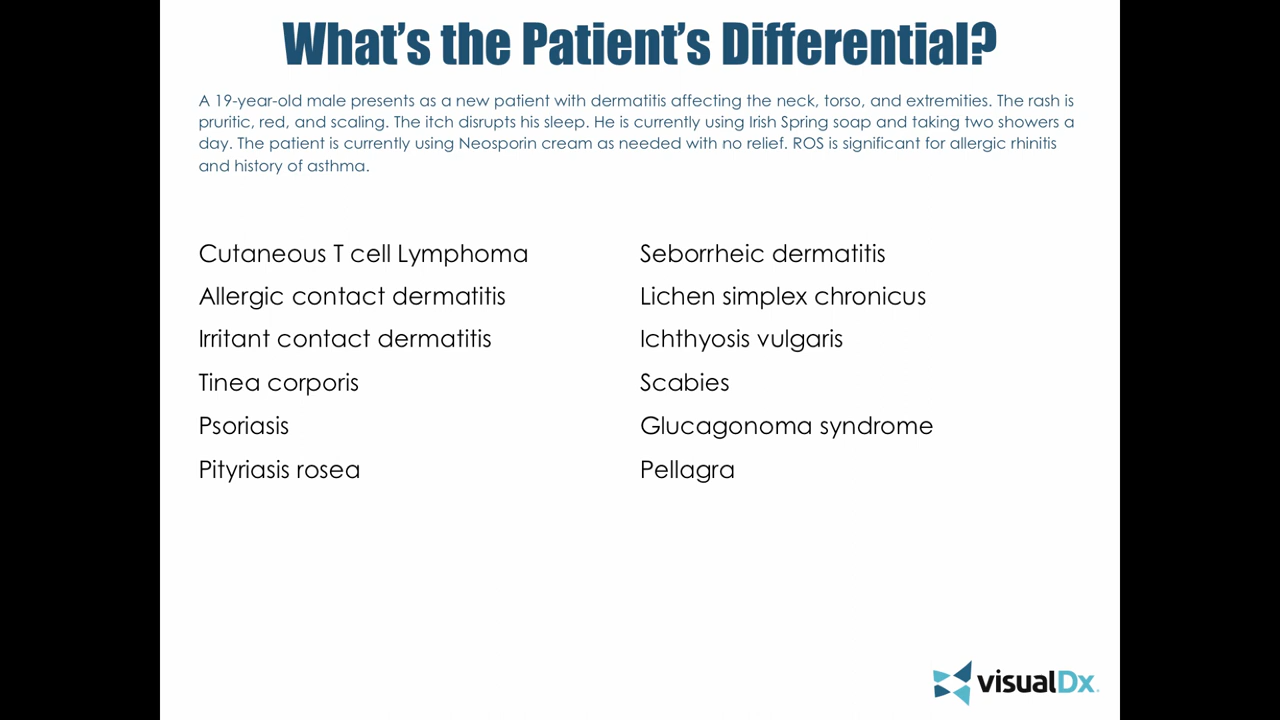 What's the Patient's Differential?
A 19-year-old male presents as a new patient with dermatitis affecting the neck, torso, and extremities. The rash is
pruritic, red, and scaling. The itch disrupts his sleep. He is currently using Irish Spring soap and taking two showers a
day. The patient is currently using Neosporin cream as needed with no relief. ROS is significant for allergic rhinitis
and history of asthma.
Cutaneous T cell Lymphoma
Allergic contact dermatitis
Irritant contact dermatitis
Tinea corporis
Psoriasis
Pityriasis rosea
Seborrheic dermatitis
Lichen simplex chronicus
Ichthyosis vulgaris
Scabies
Glucagonoma syndrome
Pellagra
visualDx